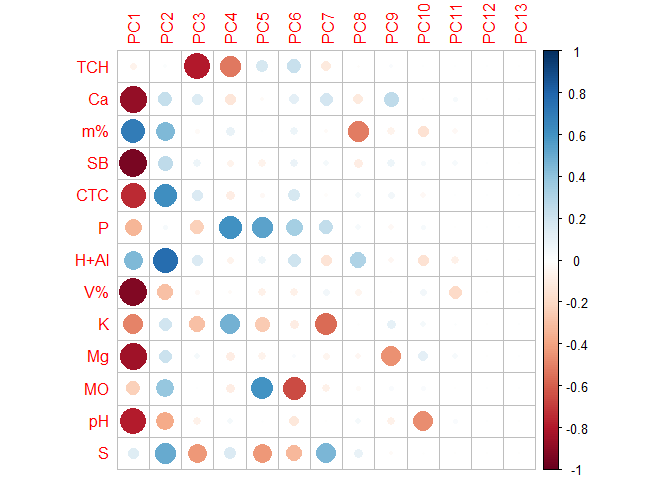 PC1 PC2 PC3 PC4 PC5 PC6 PC7 PC8 PC9 PC10 PC11 PC12 PC13
TCH
Ca
m%
SB
CTC
P
H+Al
V%
K
Mg
MO
pH
S
1
0.8
0.6
0.4
0.2
0
-0.2
-0.4
-0.6
-0.8
-1